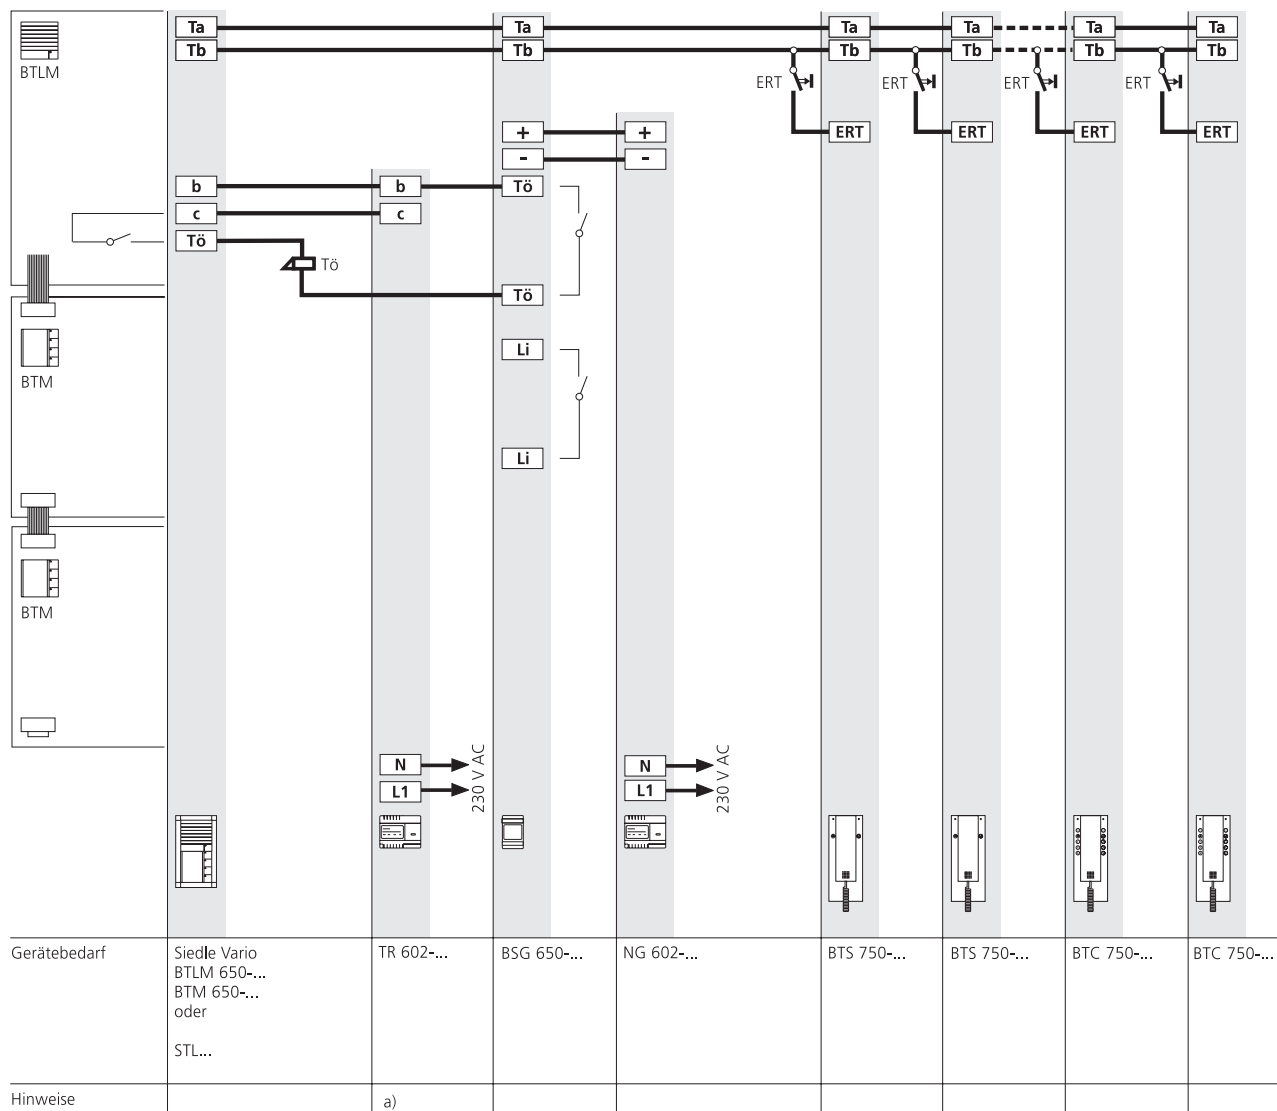 Ta Ta Ta Ta Ta Ta
Tb Tb Tb Tb Tb Tb
BTLM
ERT ERT ERT ERT
+ + ERT ERT ERT ERT
- -
b b Tö
c c
Tö
Tö
Tö
Li
BTM
Li
BTM
N N
L1 L1
230 V AC 230 V AC
Gerätebedarf
Siedle Vario
BTLM 650-...
BTM 650-...
oder
STL...
TR 602-...
BSG 650-...
NG 602-...
BTS 750-...
BTS 750-...
BTC 750-...
BTC 750-...
Hinweise
a)